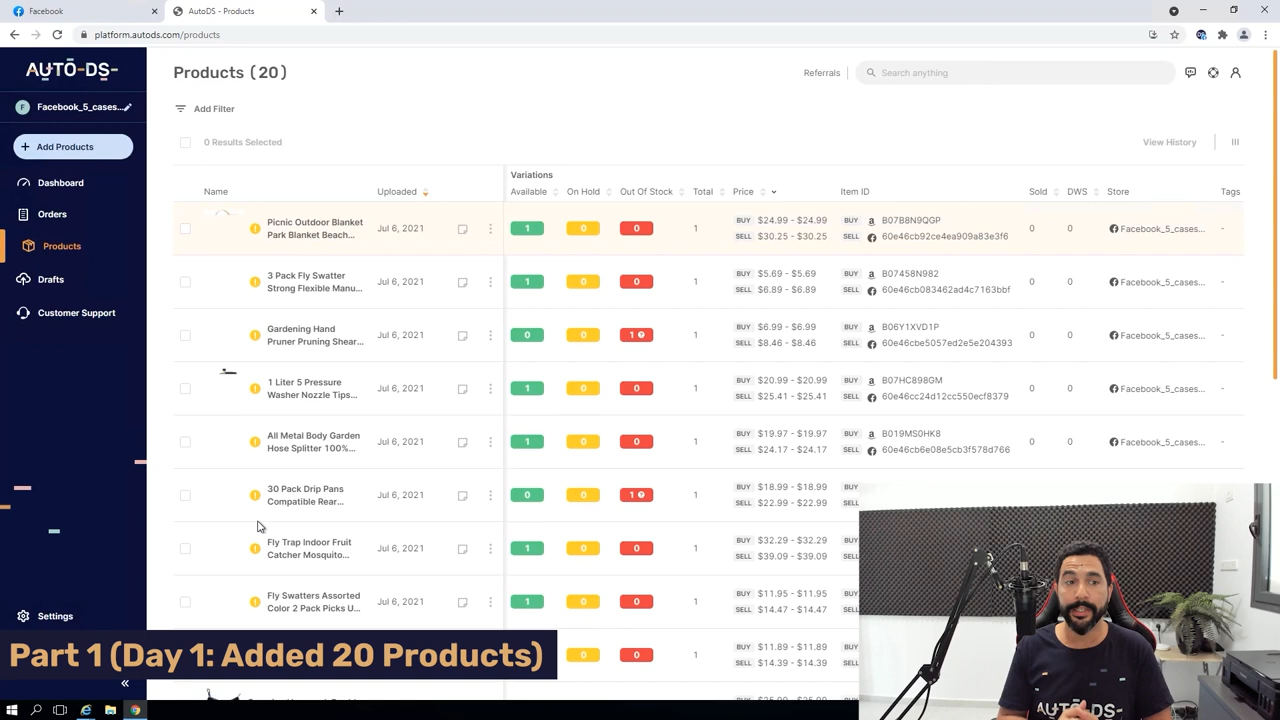 Facebook
AutoDS - Products
platform.autods.com/products
AUTO-DS-
Products (20)
Referrals
Search anything
F Facebook_5_cases...
Add Filter
Add Products
0 Results Selected
View History
Dashboard
Orders
Products
Drafts
Customer Support
Settings
Variations
Name Uploaded Available On Hold Out Of Stock Total Price Item ID Sold DWS Store Tags
Picnic Outdoor Blanket
Park Blanket Beach...
Jul 6, 2021 1 0 0 1
BUY $24.99 - $24.99 BUY B07B8N9QGP
SELL $30.25 - $30.25 SELL 60e46cb92ce4ea909a83e3f6
0 0 Facebook_5_cases... -
3 Pack Fly Swatter
Strong Flexible Manu...
Jul 6, 2021 1 0 0 1
BUY $5.69 - $5.69 BUY B07458N982
SELL $6.89 - $6.89 SELL 60e46cb083462ad4c7163bbf
0 0 Facebook_5_cases... -
Gardening Hand
Pruner Pruning Shear...
Jul 6, 2021 0 0 1 1
BUY $6.99 - $6.99 BUY B06Y1XVD1P
SELL $8.46 - $8.46 SELL 60e46cbe5057ed2e5e204393
0 0 Facebook_5_cases... -
1 Liter 5 Pressure
Washer Nozzle Tips...
Jul 6, 2021 1 0 0 1
BUY $20.99 - $20.99 BUY B07HC898GM
SELL $25.41 - $25.41 SELL 60e46cc24d12cc550ecf8379
0 0 Facebook_5_cases... -
All Metal Body Garden
Hose Splitter 100%...
Jul 6, 2021 1 0 0 1
BUY $19.97 - $19.97 BUY B019MS0HK8
SELL $24.17 - $24.17 SELL 60e46cb6e08e5cb3f578d766
0 0 Facebook_5_cases... -
30 Pack Drip Pans
Compatible Rear...
Jul 6, 2021 0 0 1 1
BUY $18.99 - $18.99 BUY
SELL $22.99 - $22.99 SELL
Fly Trap Indoor Fruit
Catcher Mosquito...
Jul 6, 2021 1 0 0 1
BUY $32.29 - $32.29 BUY
SELL $39.09 - $39.09 SELL
Fly Swatters Assorted
Color 2 Pack Picks U...
Jul 6, 2021 1 0 0 1
BUY $11.95 - $11.95 BUY
SELL $14.47 - $14.47 SELL
0 0 1
BUY $11.89 - $11.89 BUY
SELL $14.39 - $14.39 SELL
Part 1 (Day 1: Added 20 Products)
AUTO-DS-